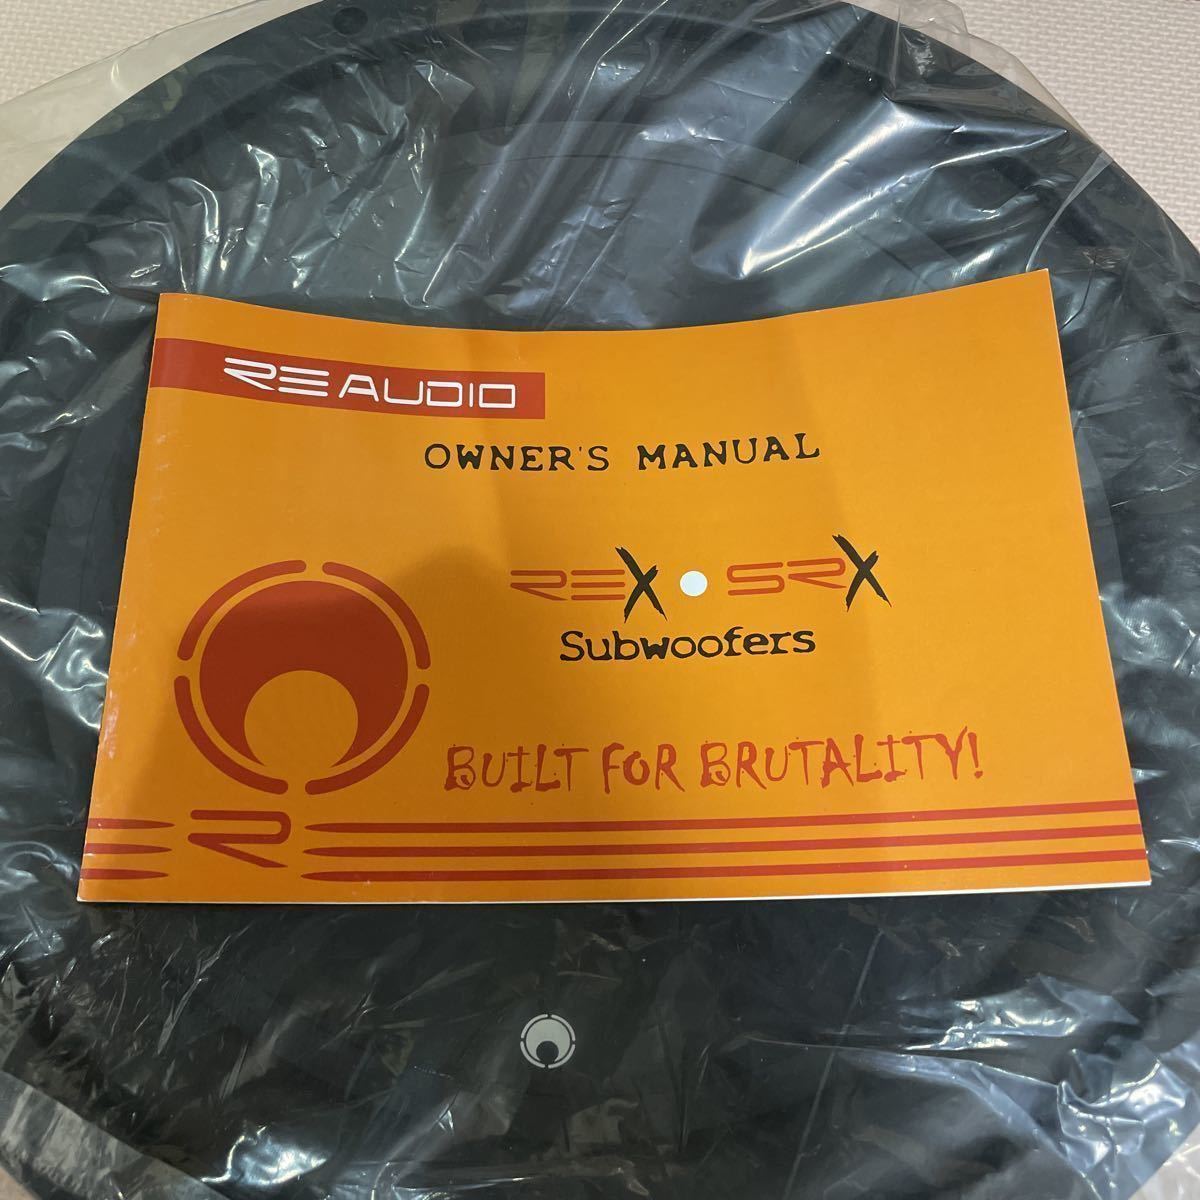 RE AUDIO
OWNER'S MANUAL
REX • SRX
Subwoofers
BUILT FOR BRUTALITY!